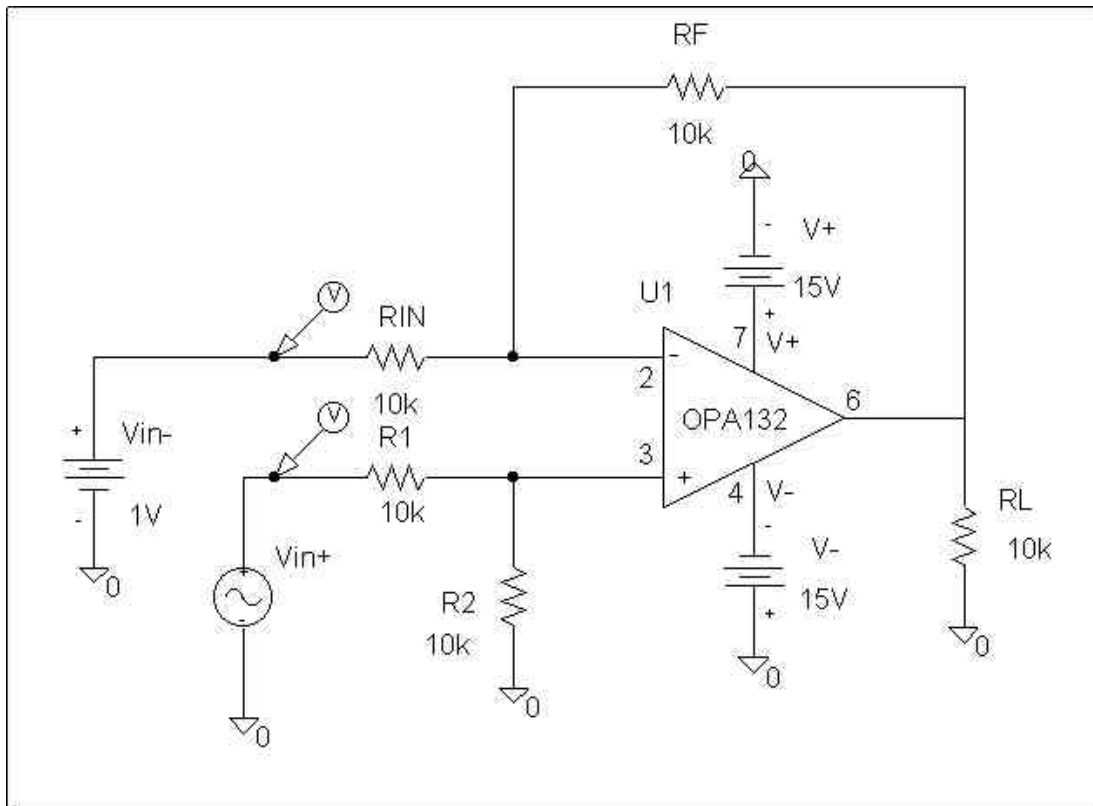 RF
10k
0
-
V+
15V
+
U1
7
V+
V
RIN
10k
2
-
OPA132
6
V
R1
10k
3
+
4
V-
-
V-
15V
+
0
+
Vin-
-
1V
0
Vin+
+
-
0
R2
10k
0
RL
10k
0